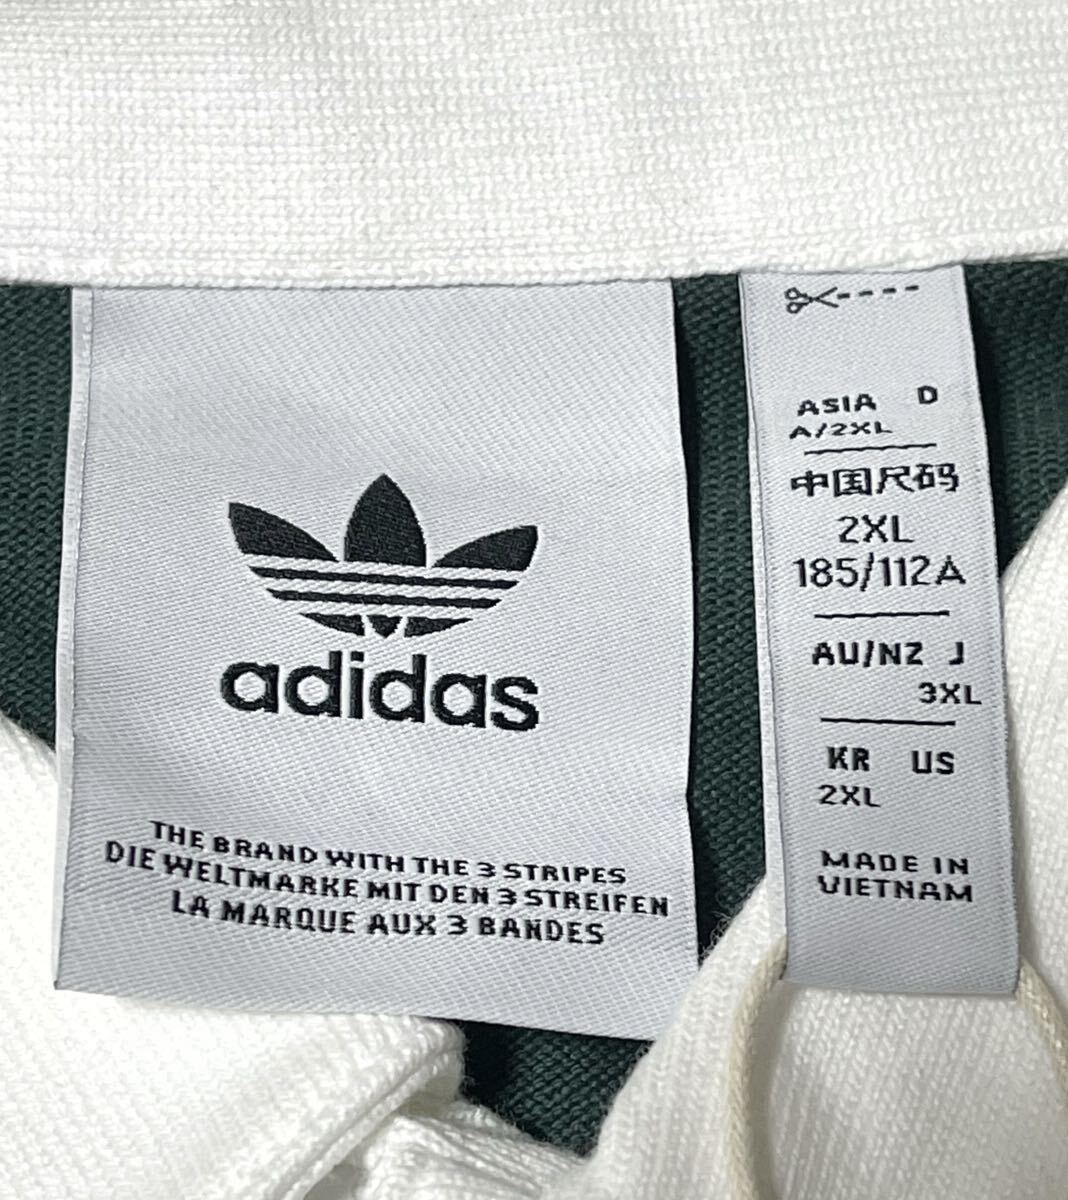 adidas
THE BRAND WITH THE 3 STRIPES
DIE WELTMARKE MIT DEN 3 STREIFEN
LA MARQUE AUX 3 BANDES
ASIA D
A/2XL
中国尺码
2XL
185/112A
AU/NZ J
3XL
KR US
2XL
MADE IN
VIETNAM